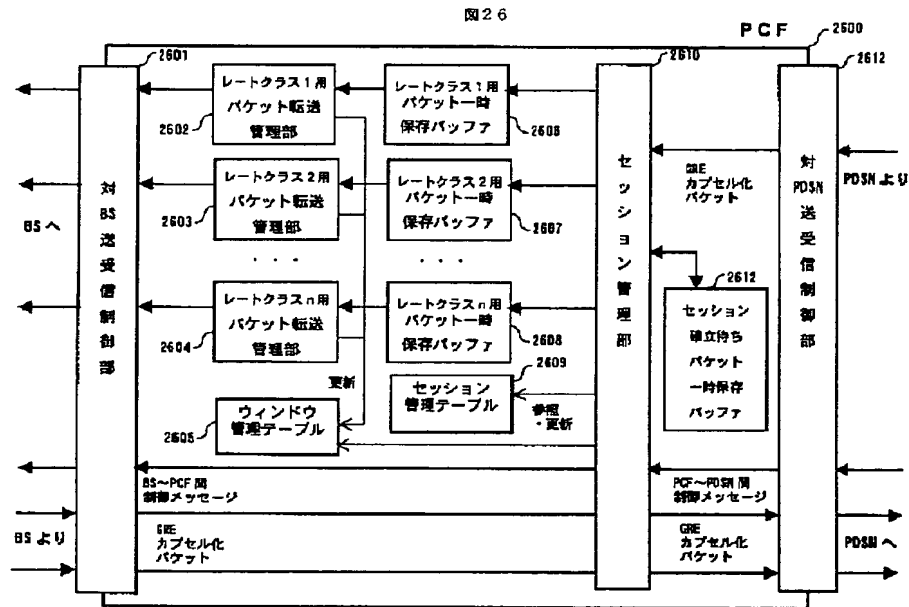 図26
PCF
2600
2601
2610
2612
レートクラス1用
パケット転送
管理部
2602
レートクラス1用
パケット一時
保存バッファ
2606
レートクラス2用
パケット転送
管理部
2603
レートクラス2用
パケット一時
保存バッファ
2607
・・・
・・・
レートクラスn用
パケット転送
管理部
2604
レートクラスn用
パケット一時
保存バッファ
2608
更新
ウィンドウ
管理テーブル
2605
セッション
管理テーブル
2609
参照
・更新
対BS送受信制御部
セッション管理部
対PDSN送受信制御部
GRE
カプセル化
パケット
2612
セッション
確立待ち
パケット
一時保存
バッファ
BSへ
PDSNより
BS〜PCF間
制御メッセージ
PCF〜PDSN間
制御メッセージ
BSより
GRE
カプセル化
パケット
GRE
カプセル化
パケット
PDSNへ